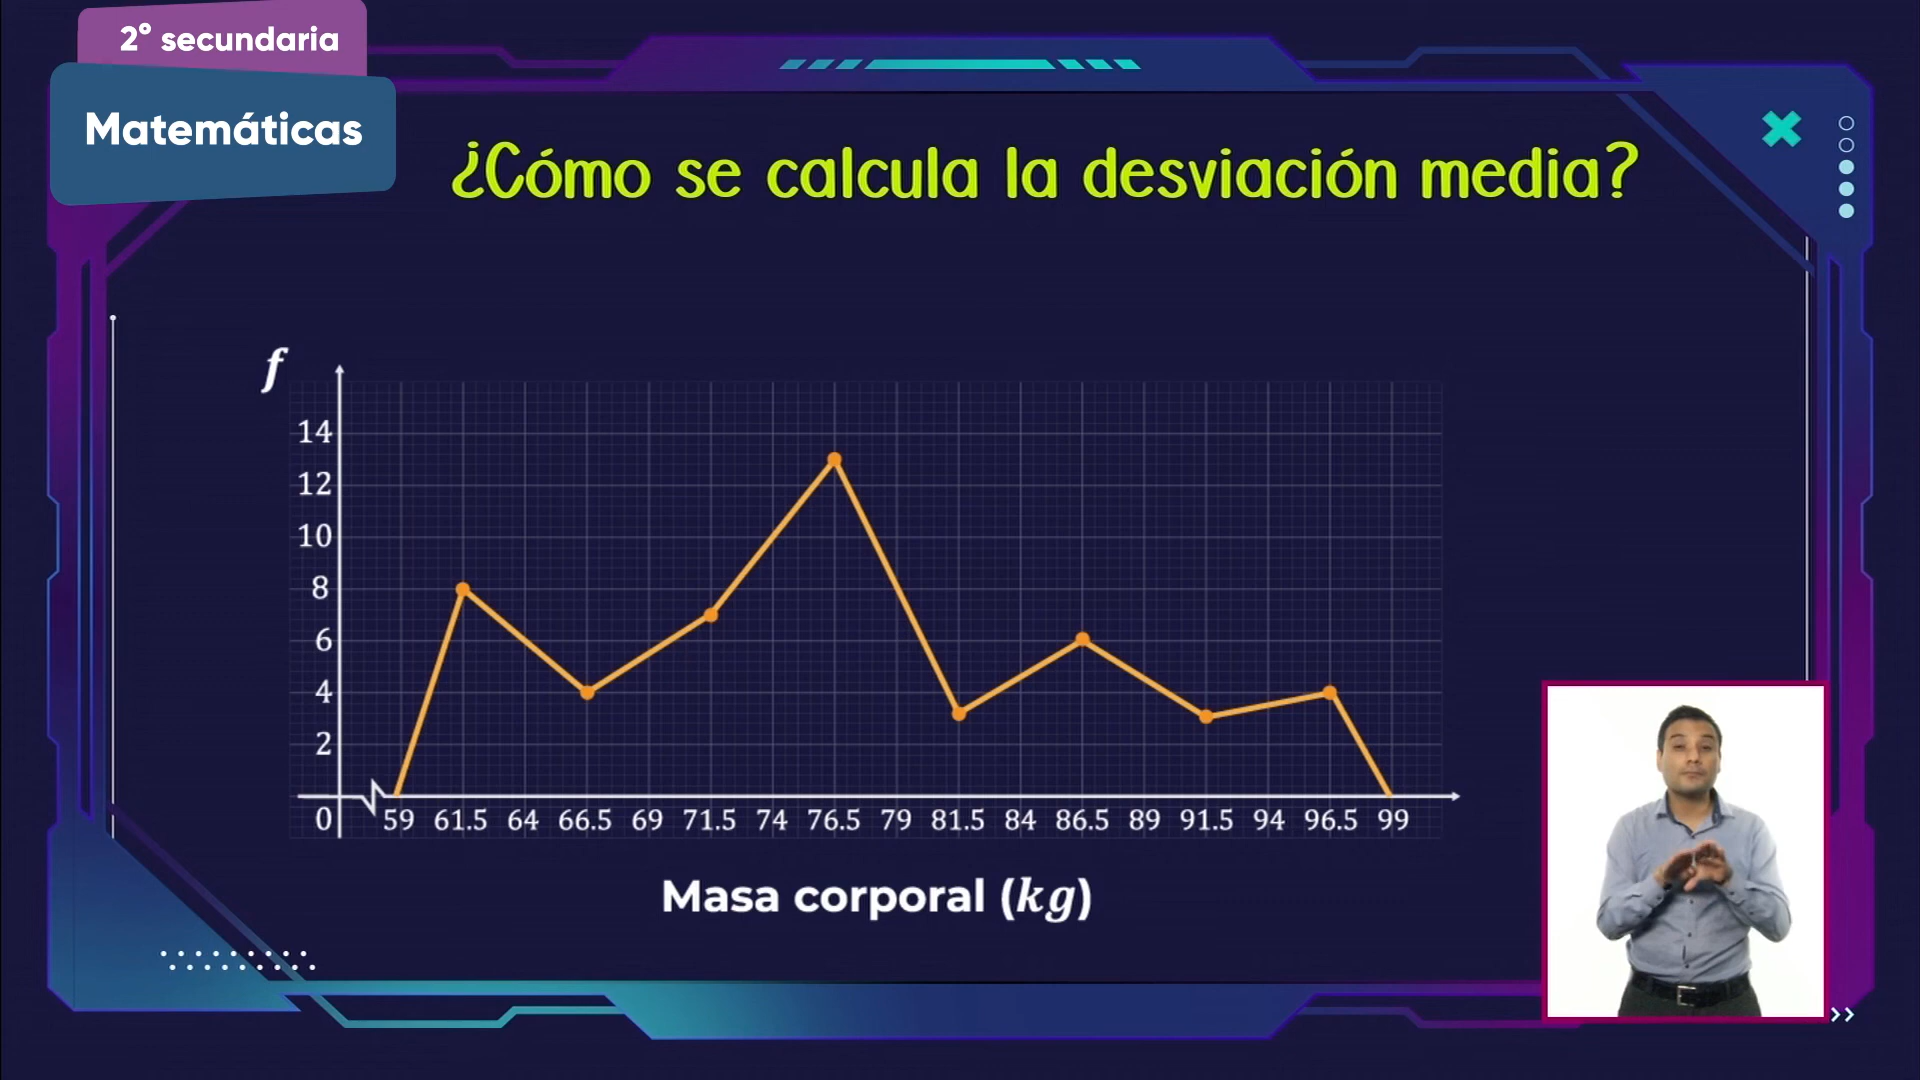 2° secundaria
Matemáticas
¿Cómo se calcula la desviación media?
f
14
12
10
8
6
4
2
0 59 61.5 64 66.5 69 71.5 74 76.5 79 81.5 84 86.5 89 91.5 94 96.5 99
Masa corporal (kg)